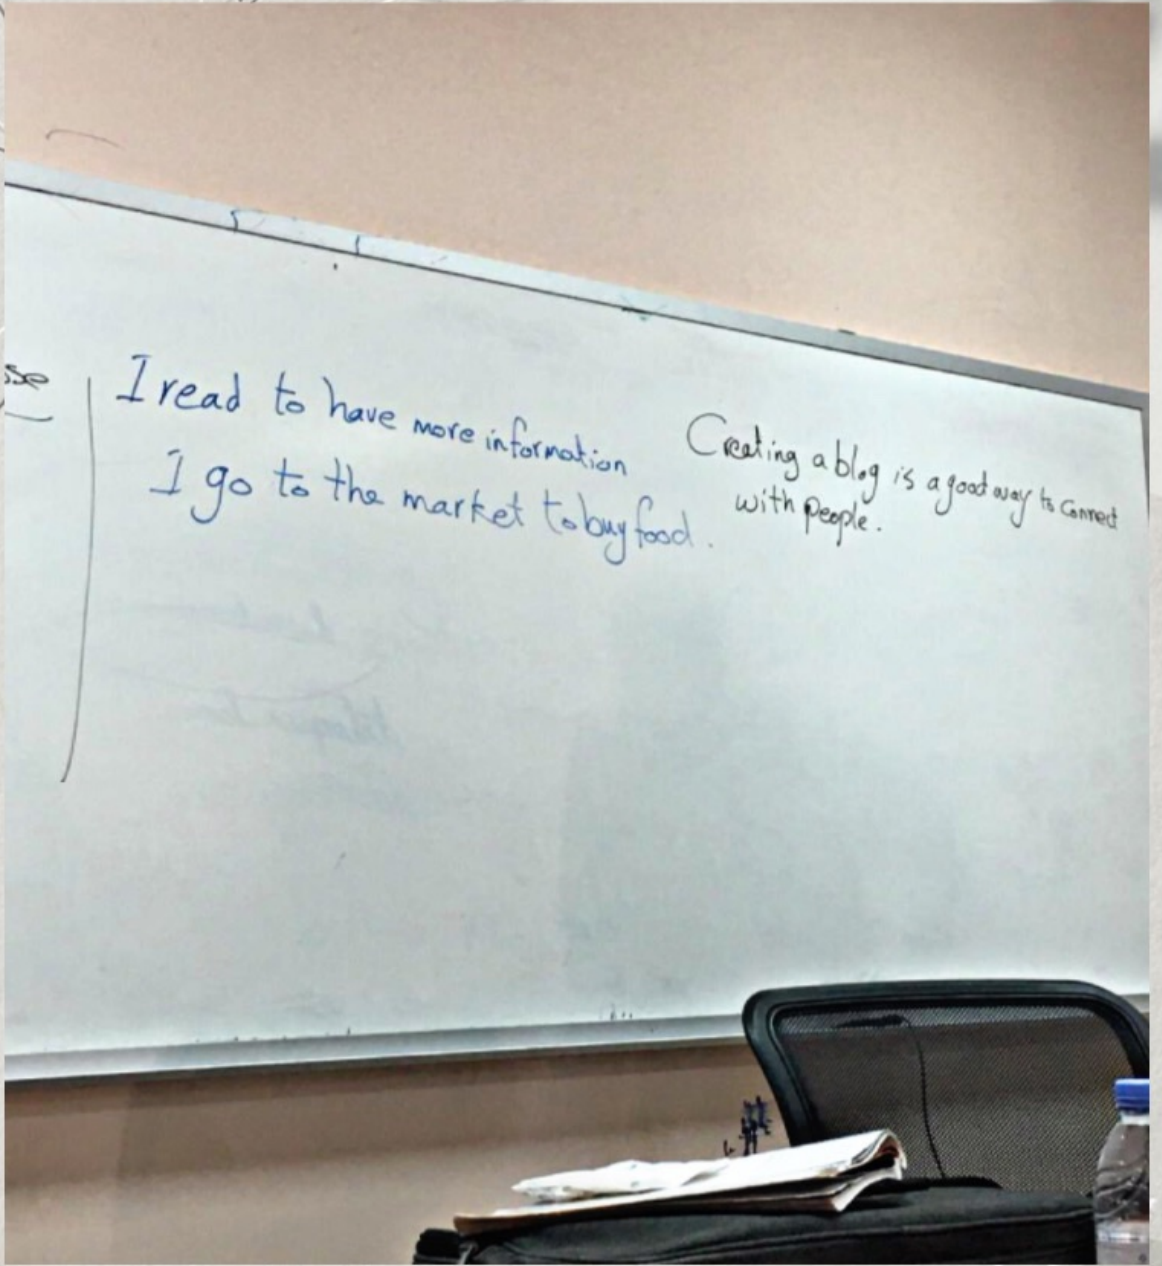 sse
I read to have more information
I go to the market to buy food.
Creating a blog is a good way to connect
with people.